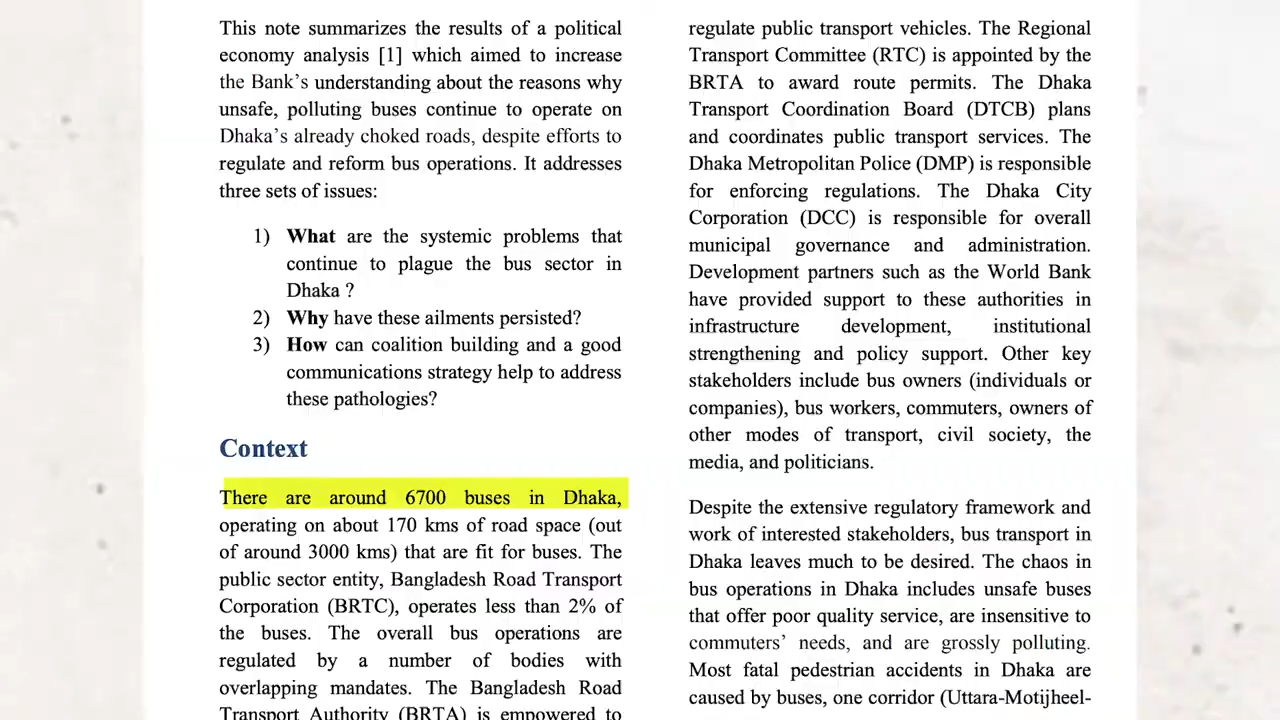 This note summarizes the results of a political
economy analysis [1] which aimed to increase
the Bank’s understanding about the reasons why
unsafe, polluting buses continue to operate on
Dhaka’s already choked roads, despite efforts to
regulate and reform bus operations. It addresses
three sets of issues:
1) What are the systemic problems that
continue to plague the bus sector in
Dhaka ?
2) Why have these ailments persisted?
3) How can coalition building and a good
communications strategy help to address
these pathologies?
Context
There are around 6700 buses in Dhaka,
operating on about 170 kms of road space (out
of around 3000 kms) that are fit for buses. The
public sector entity, Bangladesh Road Transport
Corporation (BRTC), operates less than 2% of
the buses. The overall bus operations are
regulated by a number of bodies with
overlapping mandates. The Bangladesh Road
Transport Authority (BRTA) is empowered to
regulate public transport vehicles. The Regional
Transport Committee (RTC) is appointed by the
BRTA to award route permits. The Dhaka
Transport Coordination Board (DTCB) plans
and coordinates public transport services. The
Dhaka Metropolitan Police (DMP) is responsible
for enforcing regulations. The Dhaka City
Corporation (DCC) is responsible for overall
municipal governance and administration.
Development partners such as the World Bank
have provided support to these authorities in
infrastructure development, institutional
strengthening and policy support. Other key
stakeholders include bus owners (individuals or
companies), bus workers, commuters, owners of
other modes of transport, civil society, the
media, and politicians.
Despite the extensive regulatory framework and
work of interested stakeholders, bus transport in
Dhaka leaves much to be desired. The chaos in
bus operations in Dhaka includes unsafe buses
that offer poor quality service, are insensitive to
commuters’ needs, and are grossly polluting.
Most fatal pedestrian accidents in Dhaka are
caused by buses, one corridor (Uttara-Motijheel-